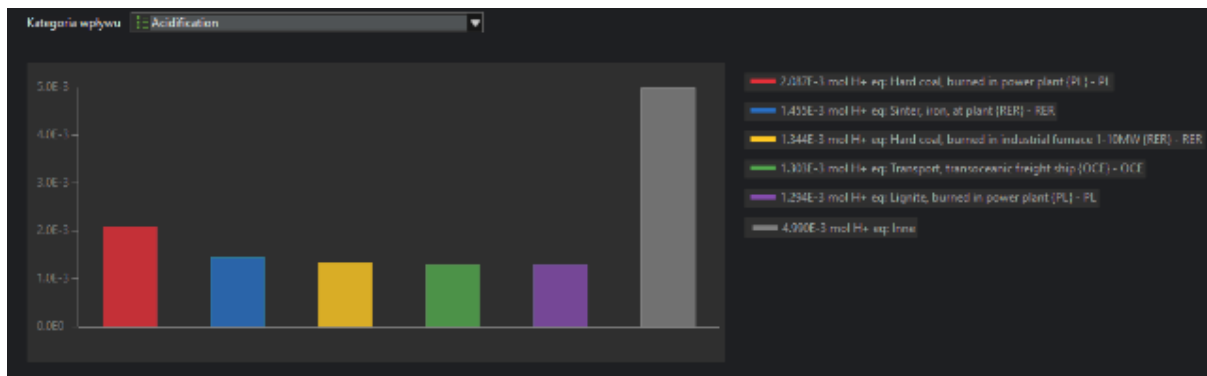 Kategoria wpływu Acidification
5.0E-3
4.0E-3
3.0E-3
2.0E-3
1.0E-3
0.0E0
2.087E-3 mol H+ eq: Hard coal, burned in power plant {PL} - PL
1.455E-3 mol H+ eq: Sinter, iron, at plant {RER} - RER
1.344E-3 mol H+ eq: Hard coal, burned in industrial furnace 1-10MW {RER} - RER
mol H+ eq: Transport, transoceanic freight ship {OCE} - OCE
1.294E-3 mol H+ eq: Lignite, burned in power plant {PL} - PL
4.990E-3 mol H+ eq: Inne